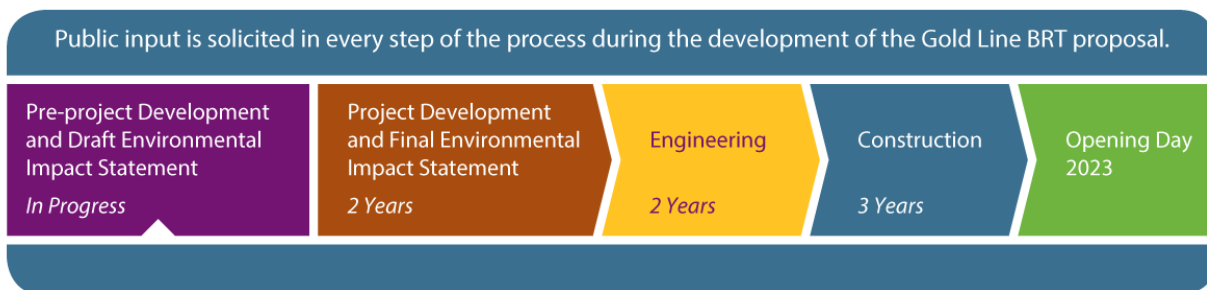 Public input is solicited in every step of the process during the development of the Gold Line BRT proposal.
Pre-project Development
and Draft Environmental
Impact Statement
In Progress
Project Development
and Final Environmental
Impact Statement
2 Years
Engineering
2 Years
Construction
3 Years
Opening Day
2023